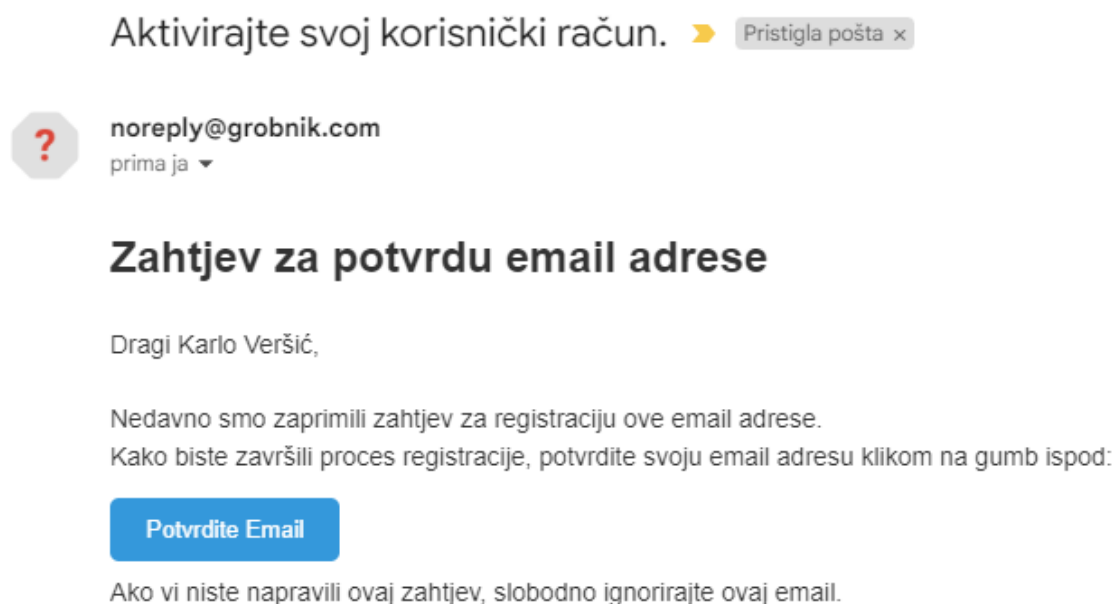 Aktivirajte svoj korisnički račun. Pristigla pošta ×
?
noreply@grobnik.com
prima ja
Zahtjev za potvrdu email adrese
Dragi Karlo Veršić,
Nedavno smo zaprimili zahtjev za registraciju ove email adrese.
Kako biste završili proces registracije, potvrdite svoju email adresu klikom na gumb ispod:
Potvrdite Email
Ako vi niste napravili ovaj zahtjev, slobodno ignorirajte ovaj email.